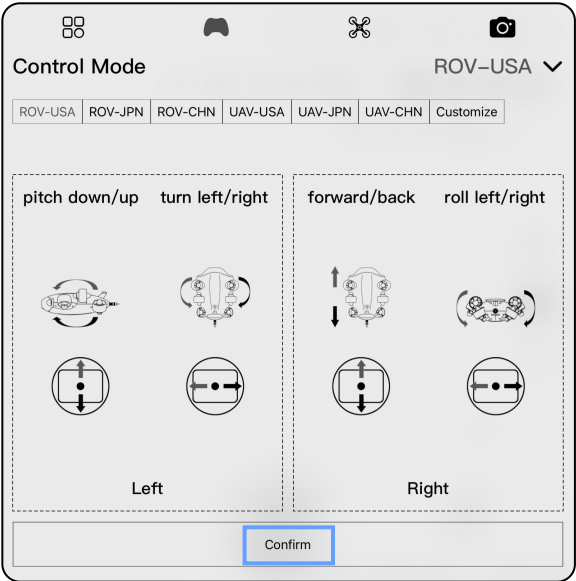 Control Mode ROV-USA
ROV-USA ROV-JPN ROV-CHN UAV-USA UAV-JPN UAV-CHN Customize
pitch down/up turn left/right forward/back roll left/right
Left Right
Confirm